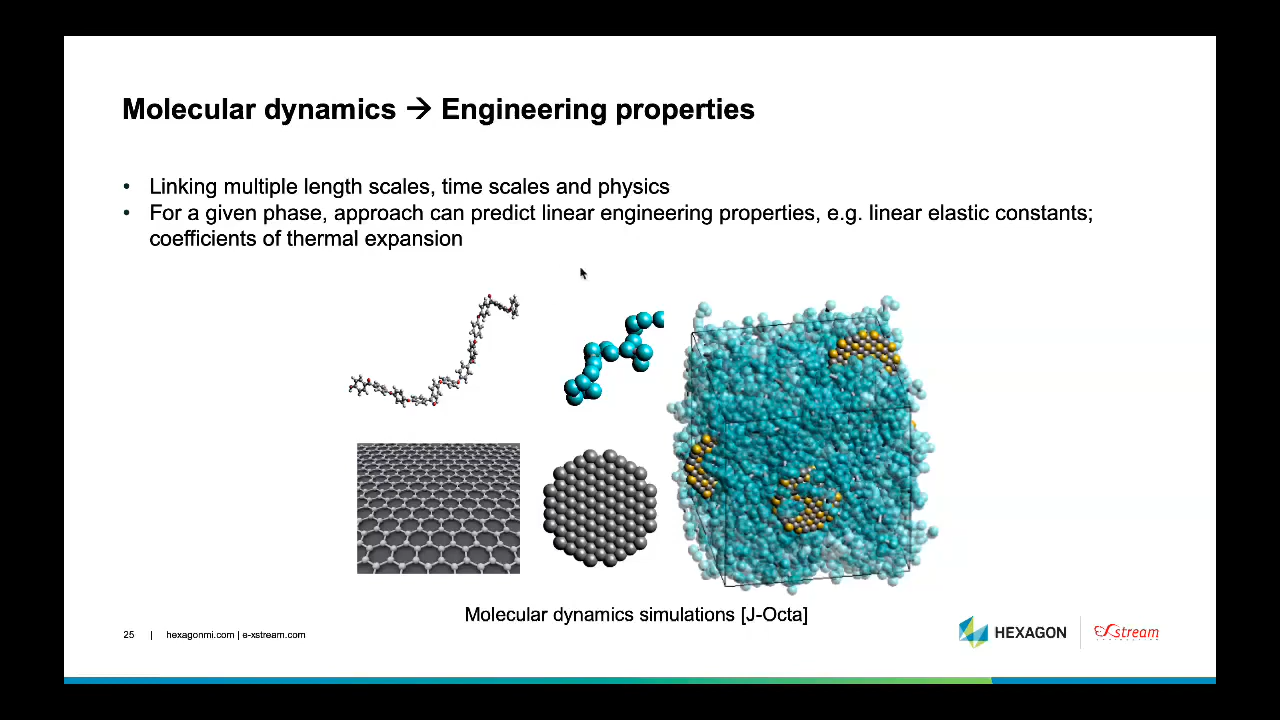 Molecular dynamics → Engineering properties
• Linking multiple length scales, time scales and physics
• For a given phase, approach can predict linear engineering properties, e.g. linear elastic constants;
coefficients of thermal expansion
Molecular dynamics simulations [J-Octa]
25 | hexagonmi.com | e-xstream.com
HEXAGON
Xstream